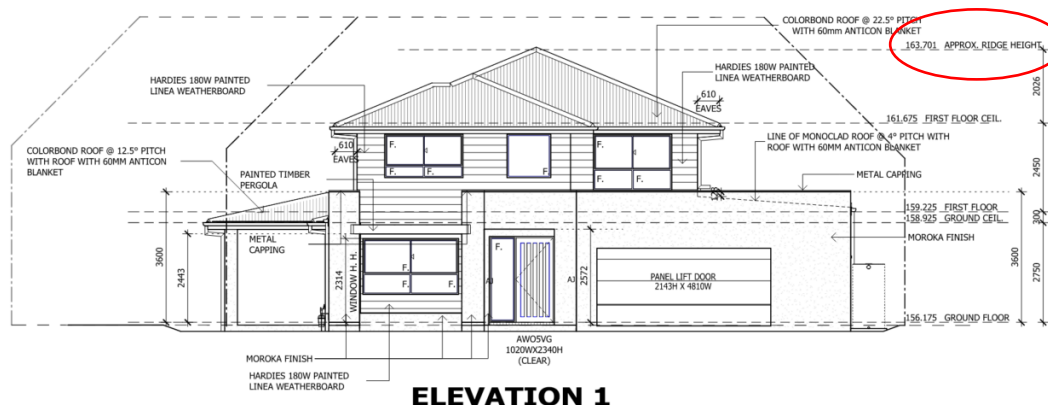 COLORBOND ROOF @ 22.5° PITCH
WITH 60mm ANTICON BLANKET
163.701 APPROX. RIDGE HEIGHT
HARDIES 180W PAINTED
LINEA WEATHERBOARD
HARDIES 180W PAINTED
LINEA WEATHERBOARD
610
EAVES
2026
161.675 FIRST FLOOR CEIL.
LINE OF MONOCLAD ROOF @ 4° PITCH WITH
ROOF WITH 60MM ANTICON BLANKET
COLORBOND ROOF @ 12.5° PITCH
WITH ROOF WITH 60MM ANTICON
BLANKET
610
EAVES
F.
F.
F.
F.
F.
F.
F.
PAINTED TIMBER
PERGOLA
METAL CAPPING
2450
159.225 FIRST FLOOR
158.925 GROUND CEIL.
300
MOROKA FINISH
METAL
CAPPING
3600
2443
2314
WINDOW H. H.
F.
F.
F.
F.
AJ
2572
AJ
PANEL LIFT DOOR
2143H X 4810W
3600
2750
156.175 GROUND FLOOR
AWO5VG
1020WX2340H
(CLEAR)
MOROKA FINISH
HARDIES 180W PAINTED
LINEA WEATHERBOARD
ELEVATION 1